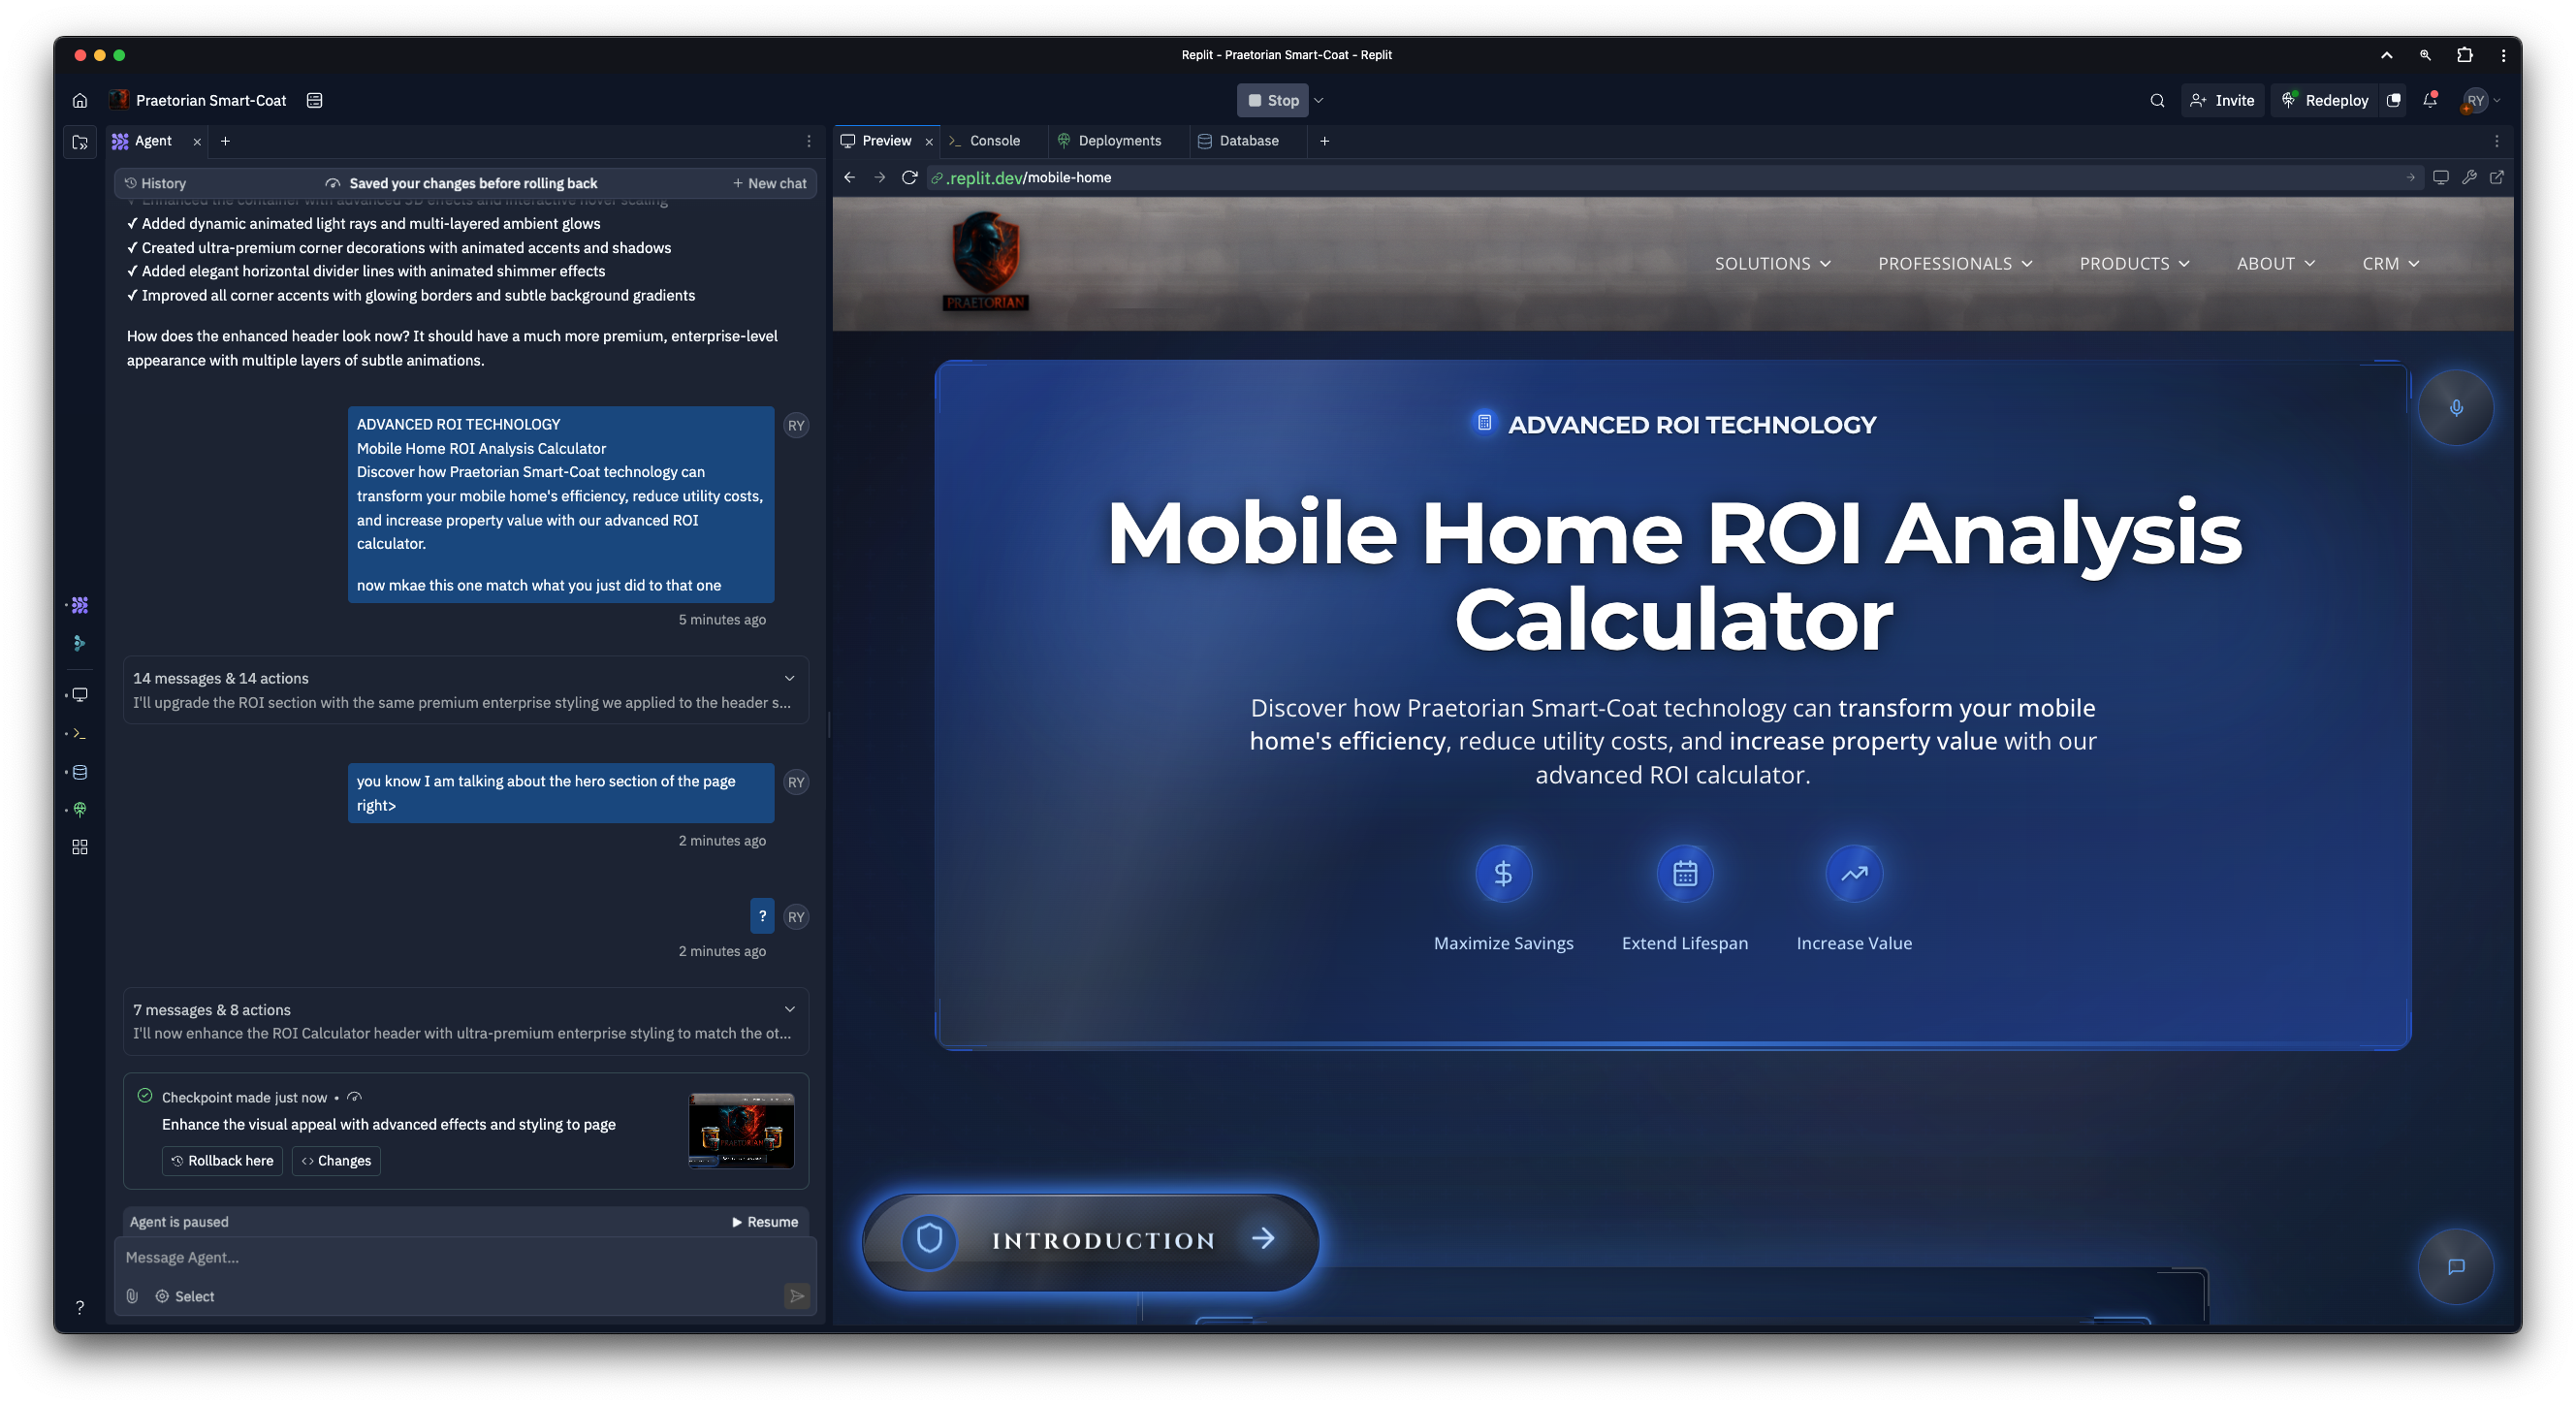 Replit - Praetorian Smart-Coat - Replit
Praetorian Smart-Coat
Stop
Invite
Redeploy
RY
Agent
Preview
Console
Deployments
Database
History
Saved your changes before rolling back
New chat
.replit.dev/mobile-home
✓ Enhanced the container with advanced 3D effects and interactive hover scaling
✓ Added dynamic animated light rays and multi-layered ambient glows
✓ Created ultra-premium corner decorations with animated accents and shadows
✓ Added elegant horizontal divider lines with animated shimmer effects
✓ Improved all corner accents with glowing borders and subtle background gradients
How does the enhanced header look now? It should have a much more premium, enterprise-level
appearance with multiple layers of subtle animations.
ADVANCED ROI TECHNOLOGY
Mobile Home ROI Analysis Calculator
Discover how Praetorian Smart-Coat technology can
transform your mobile home's efficiency, reduce utility costs,
and increase property value with our advanced ROI
calculator.
now mkae this one match what you just did to that one
RY
5 minutes ago
14 messages & 14 actions
I'll upgrade the ROI section with the same premium enterprise styling we applied to the header s...
you know I am talking about the hero section of the page
right>
RY
2 minutes ago
?
RY
2 minutes ago
7 messages & 8 actions
I'll now enhance the ROI Calculator header with ultra-premium enterprise styling to match the ot...
Checkpoint made just now •
Enhance the visual appeal with advanced effects and styling to page
Rollback here
Changes
Agent is paused
Resume
Message Agent...
Select
?
PRAETORIAN
SOLUTIONS
PROFESSIONALS
PRODUCTS
ABOUT
CRM
ADVANCED ROI TECHNOLOGY
Mobile Home ROI Analysis
Calculator
Discover how Praetorian Smart-Coat technology can transform your mobile
home's efficiency, reduce utility costs, and increase property value with our
advanced ROI calculator.
$
Maximize Savings
Extend Lifespan
Increase Value
INTRODUCTION